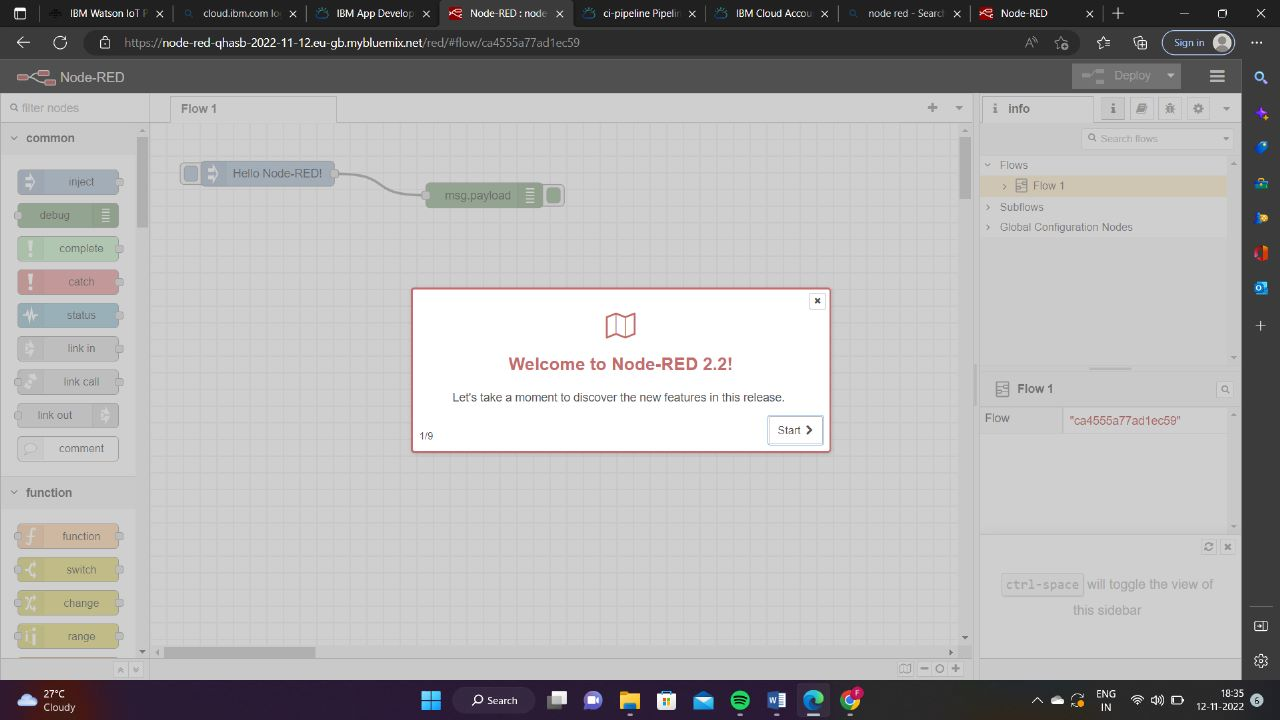 IBM Watson IoT P
cloud.ibm.com lo
IBM App Develop
Node-RED : node
ci-pipeline Pipelin
IBM Cloud Accou
node red - Search
Node-RED
https://node-red-qhasb-2022-11-12.eu-gb.mybluemix.net/red/#flow/ca4555a77ad1ec59
Sign in
Node-RED
Deploy
filter nodes
Flow 1
info
common
Search flows
inject
Hello Node-RED!
Flows
Flow 1
debug
msg.payload
Subflows
complete
Global Configuration Nodes
catch
status
link in
link call
link out
comment
Welcome to Node-RED 2.2!
Let's take a moment to discover the new features in this release.
1/9
Start
Flow 1
Flow
"ca4555a77ad1ec59"
function
function
switch
change
range
ctrl-space will toggle the view of
this sidebar
27°C
Cloudy
Search
F
ENG
IN
18:35
12-11-2022
6